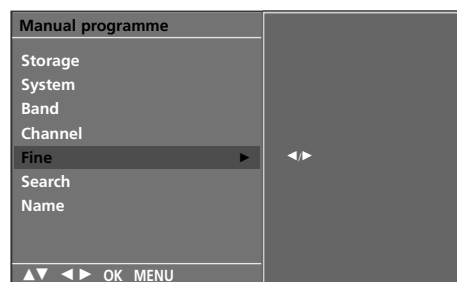 Manual programme
Storage
System
Band
Channel
Fine ► ◄/►
Search
Name
▲▼ ◄ ► OK MENU